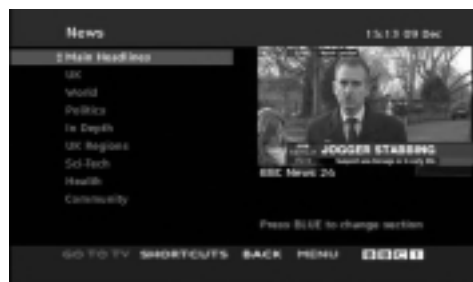 News 15:13 09 Dec
1 Main Headlines
UK
World
Politics
In Depth
UK Regions
Sci-Tech
Health
Community
JOGGER STABBING
BBC News 24
Press BLUE to change section
GO TO TV SHORTCUTS BACK MENU BBCi